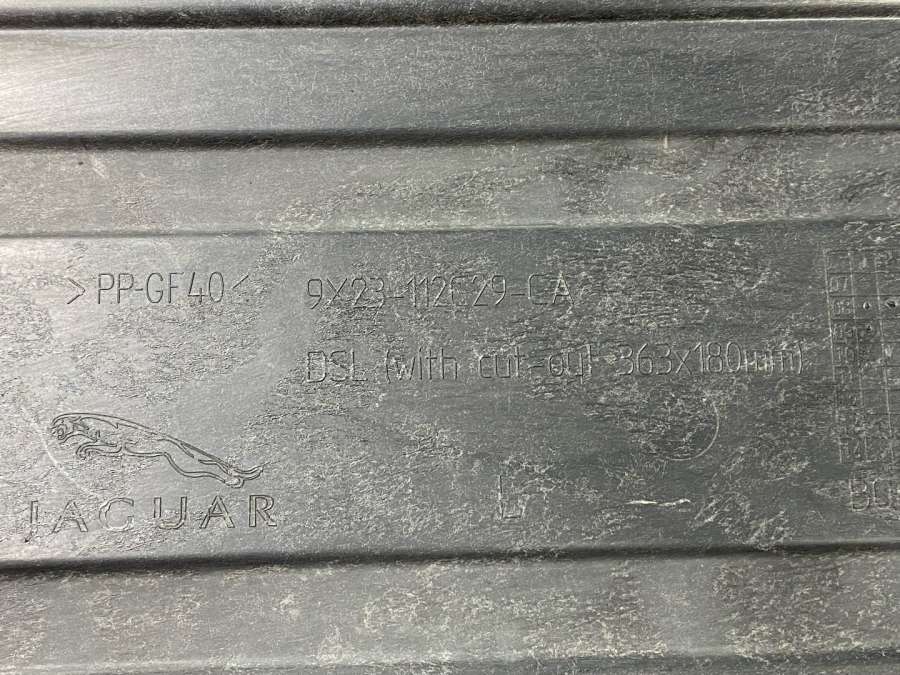 >PP-GF40<
9X23-112C29-CA
DSL (with cut-out 363x180mm)
JAGUAR
L